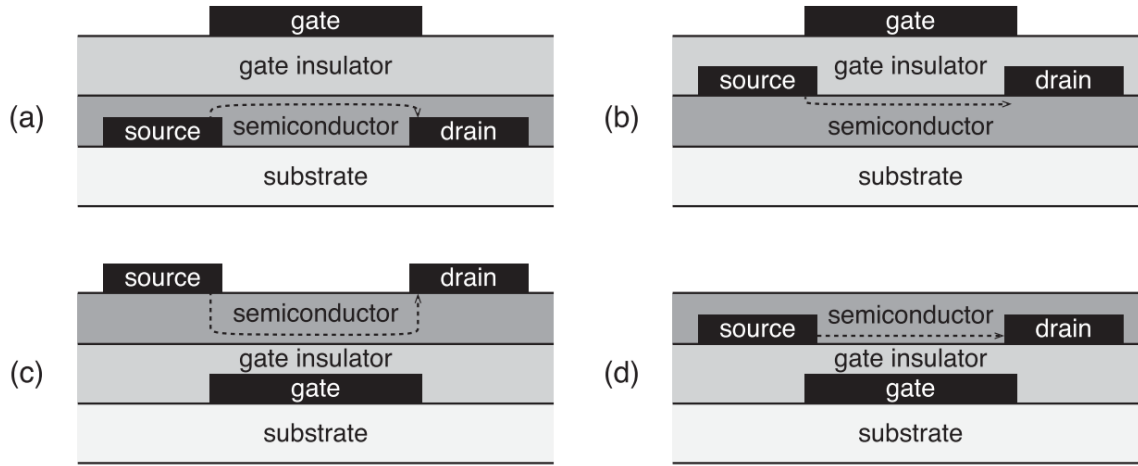 gate
gate insulator
(a)
source
semiconductor
drain
substrate
gate
source
gate insulator
drain
(b)
semiconductor
substrate
source
drain
semiconductor
(c)
gate insulator
gate
substrate
source
semiconductor
drain
(d)
gate insulator
gate
substrate